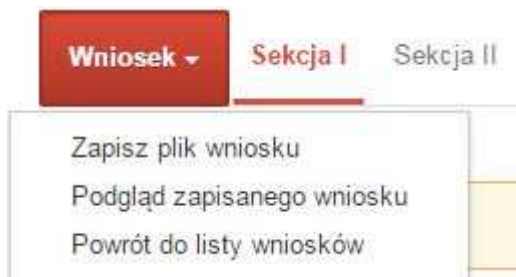 Wniosek Sekcja I Sekcja II
Zapisz plik wniosku
Podgląd zapisanego wniosku
Powrót do listy wniosków